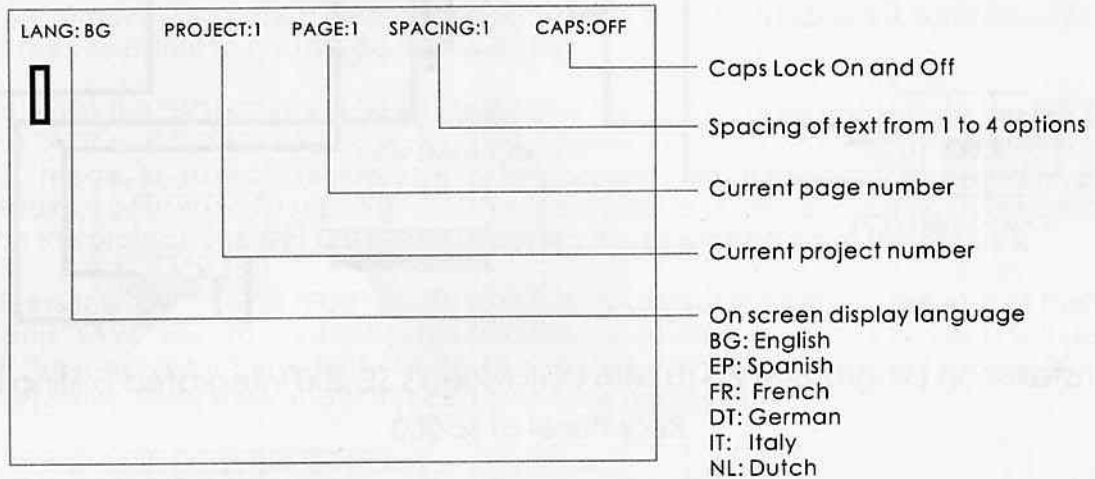 LANG: BG PROJECT:1 PAGE:1 SPACING:1 CAPS:OFF
Caps Lock On and Off
Spacing of text from 1 to 4 options
Current page number
Current project number
On screen display language
BG: English
EP: Spanish
FR: French
DT: German
IT: Italy
NL: Dutch